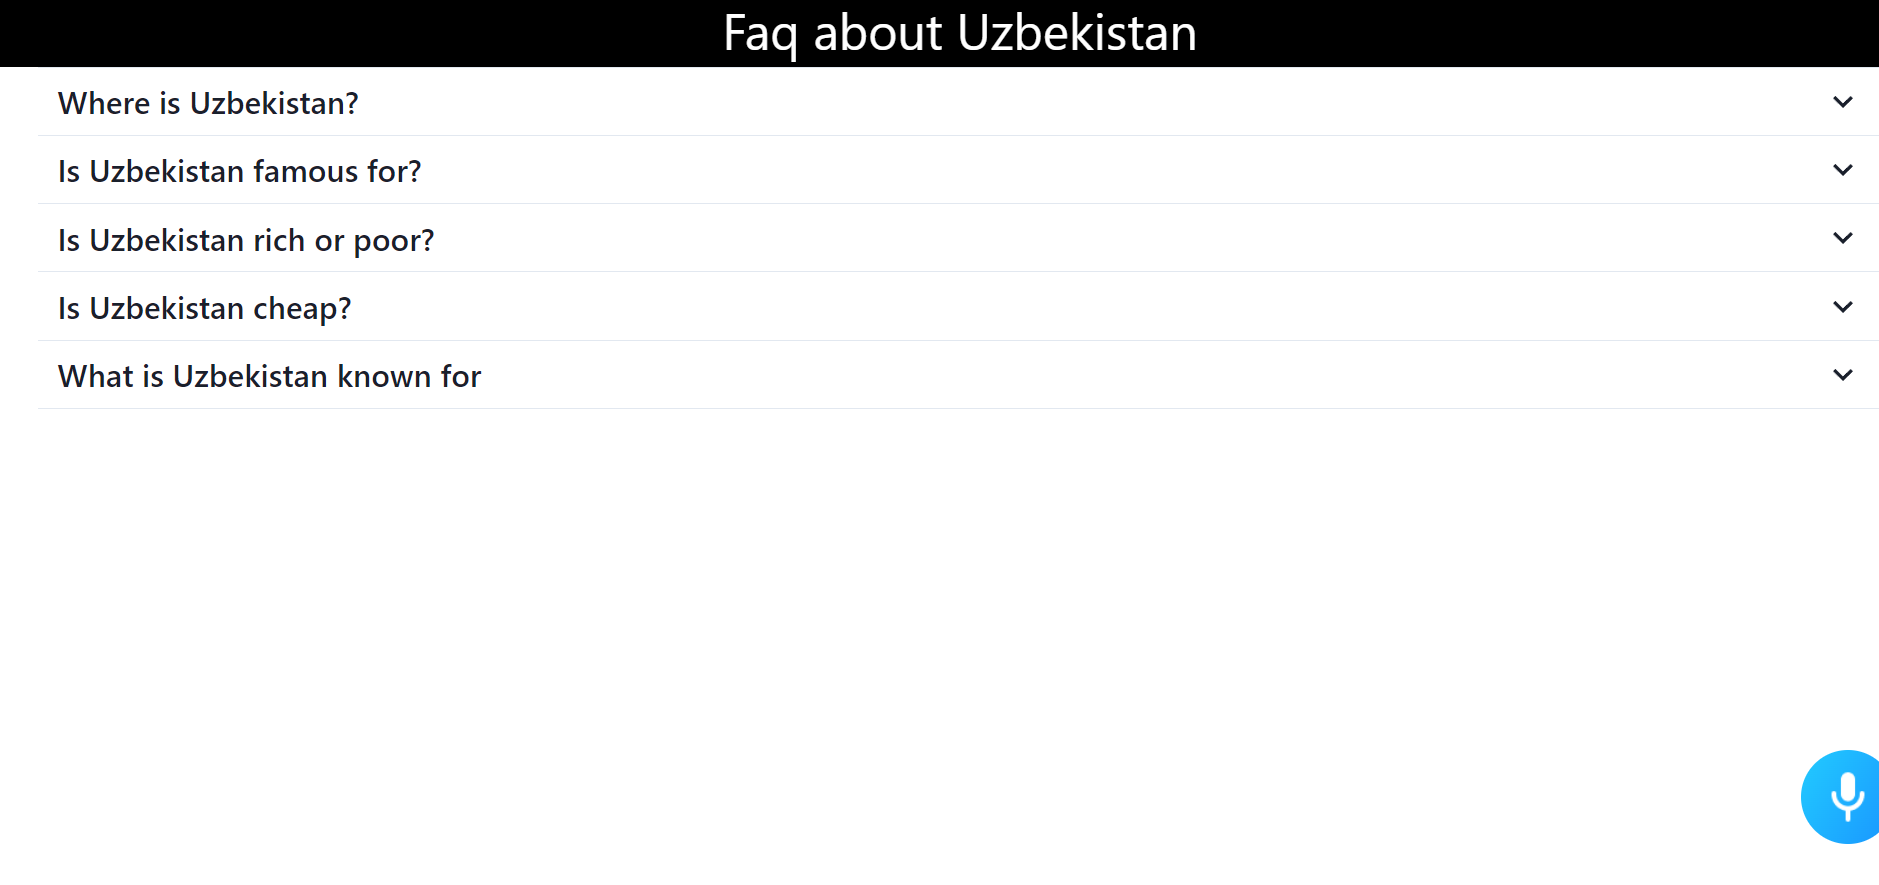 Faq about Uzbekistan
Where is Uzbekistan?
Is Uzbekistan famous for?
Is Uzbekistan rich or poor?
Is Uzbekistan cheap?
What is Uzbekistan known for